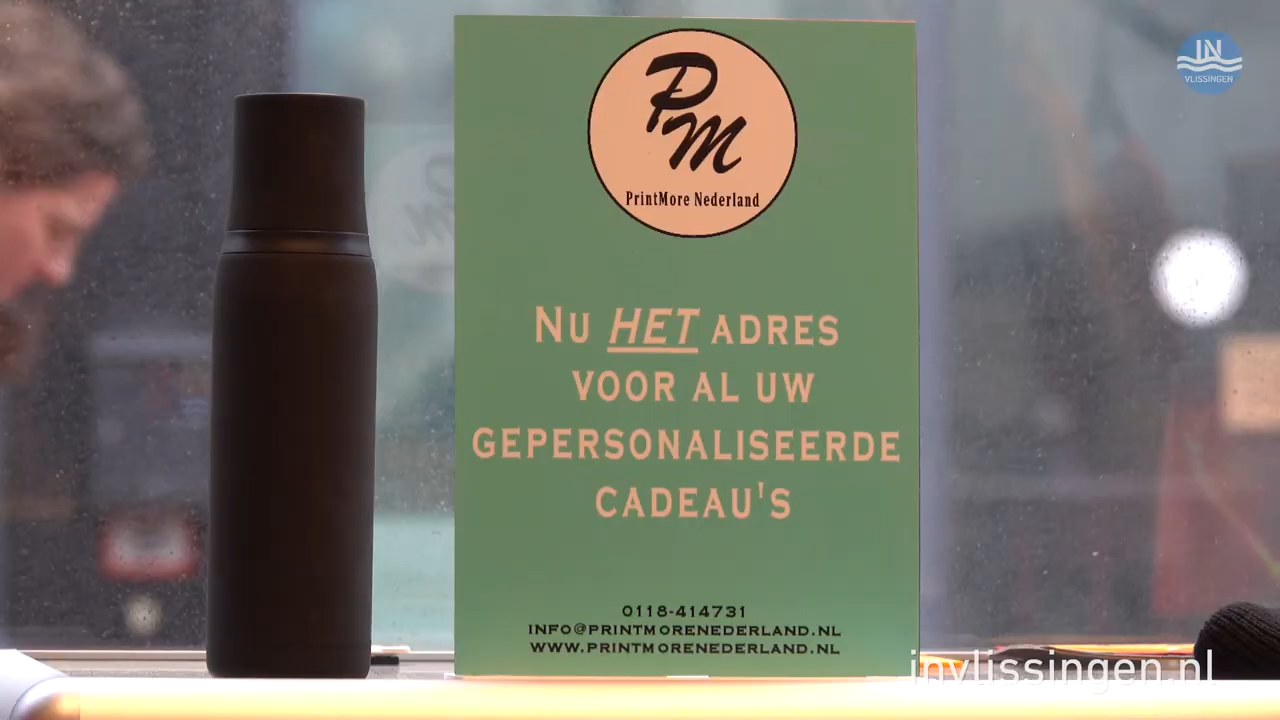 IN
VLISSINGEN
PM
PrintMore Nederland
NU HET ADRES
VOOR AL UW
GEPERSONALISEERDE
CADEAU'S
0118-414731
INFO@PRINTMORENEDERLAND.NL
WWW.PRINTMORENEDERLAND.NL
invlissingen.nl